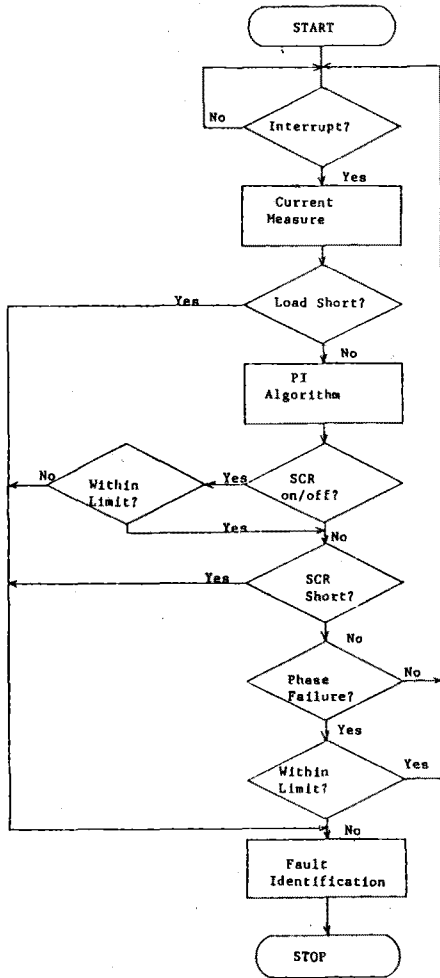 START
No
Interrupt?
Yes
Current
Measure
Yes
Load Short?
No
PI
Algorithm
No
Within
Limit?
Yes
SCR
on/off?
Yes
No
Yes
SCR
Short?
No
Phase
Failure?
No
Yes
Within
Limit?
Yes
No
Fault
Identification
STOP